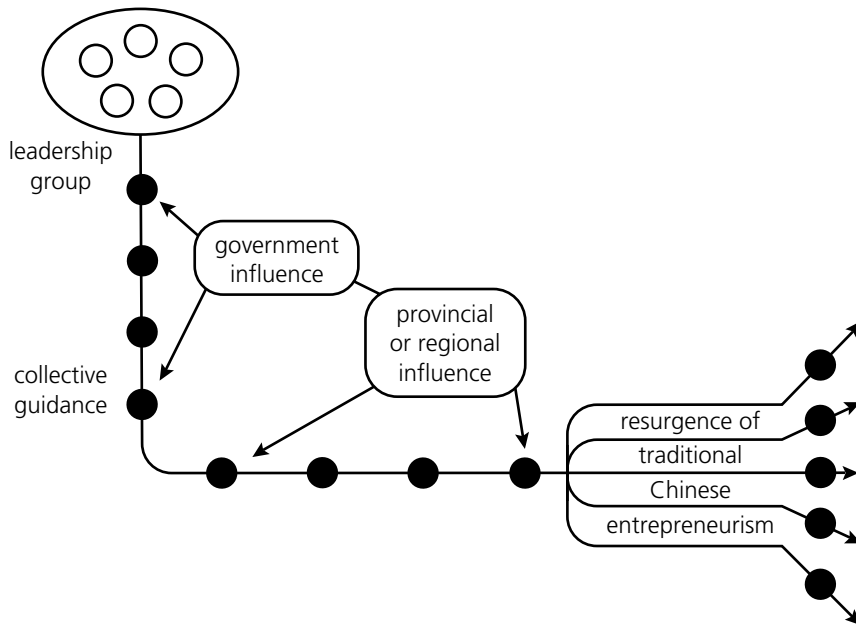 leadership
group
government
influence
provincial
or regional
influence
collective
guidance
resurgence of
traditional
Chinese
entrepreneurism